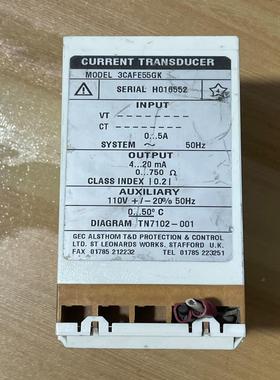 CURRENT TRANSDUCER
MODEL 3CAFE55GK
SERIAL H016552
INPUT
VT ---------
CT ---------
0...5A
SYSTEM ~ 50Hz
OUTPUT
4...20 mA
0...750 Ω
CLASS INDEX |0.2|
AUXILIARY
110V +/-20% 50Hz
0...50° C
DIAGRAM TN7102-001
GEC ALSTHOM T&D PROTECTION & CONTROL
LTD. ST LEONARDS WORKS. STAFFORD U.K.
FAX 01785 212232 TEL 01785 223251